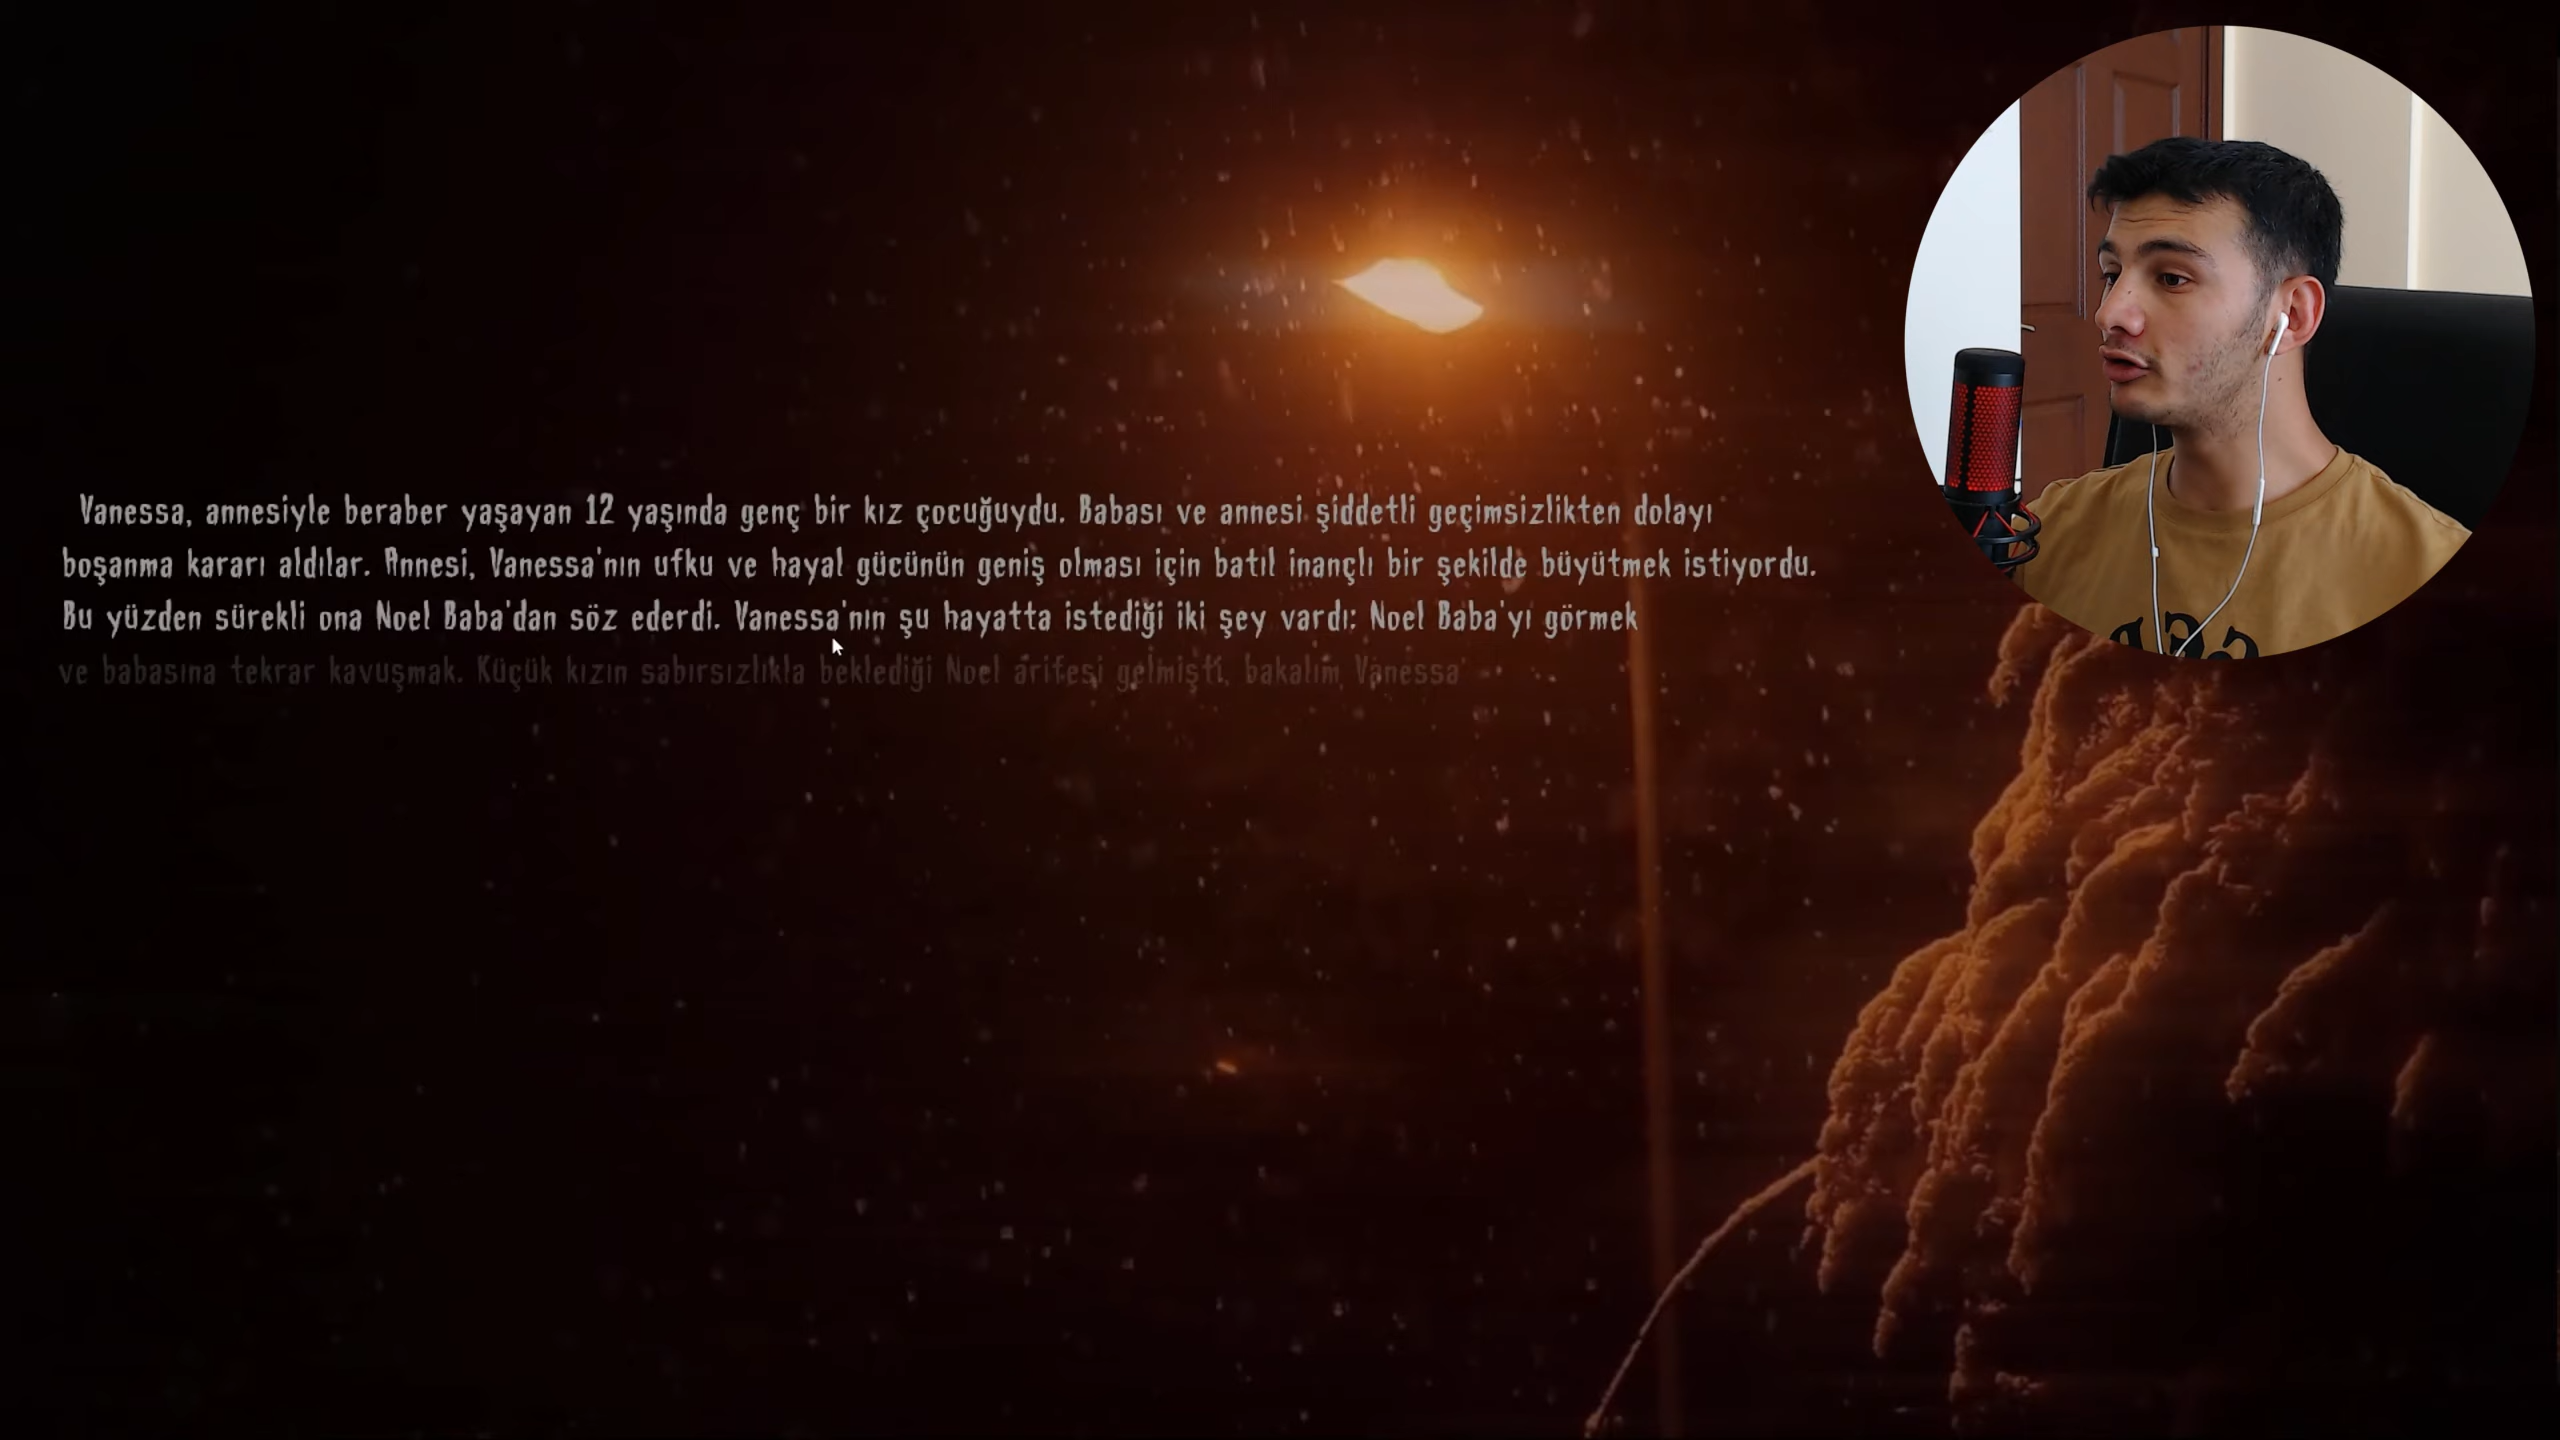 Vanessa, annesiyle beraber yaşayan 12 yaşında genç bir kız çocuğuydu. Babası ve annesi şiddetli geçimsizlikten dolayı
boşanma kararı aldılar. Annesi, Vanessa'nın ufku ve hayal gücünün geniş olması için batıl inançlı bir şekilde büyütmek istiyordu.
Bu yüzden sürekli ona Noel Baba'dan söz ederdi. Vanessa'nın şu hayatta istediği iki şey vardı: Noel Baba'yı görmek
ve babasına tekrar kavuşmak. Küçük kızın sabırsızlıkla beklediği Noel arifesi gelmişti, bakalım Vanessa